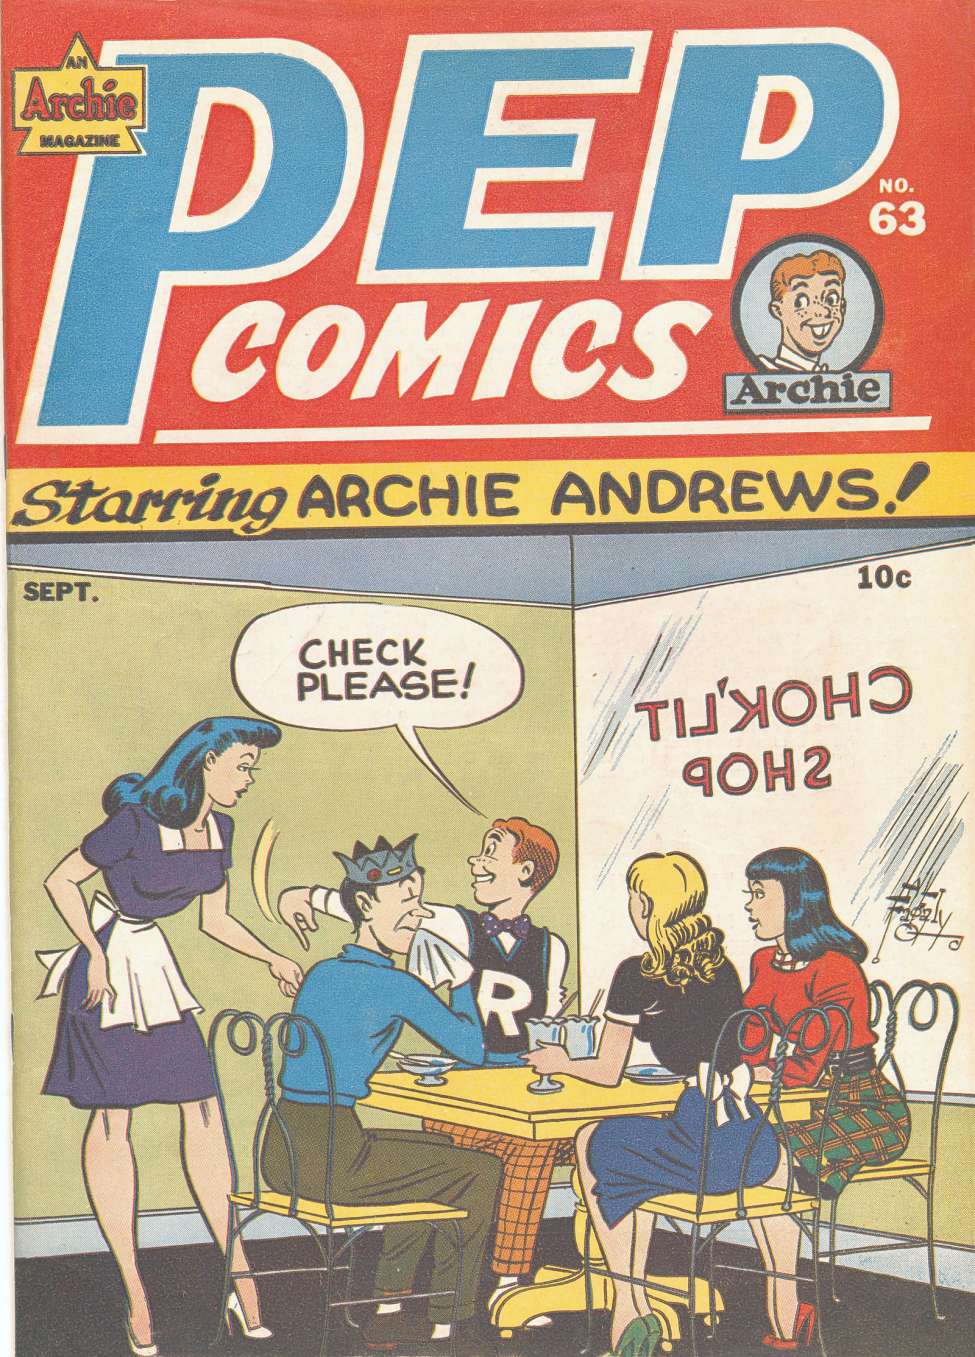 AN
Archie
MAGAZINE
PEP
COMICS
NO.
63
Archie
Starring ARCHIE ANDREWS!
SEPT.
10c
CHECK
PLEASE!
CHOK'LIT
SHOP
R